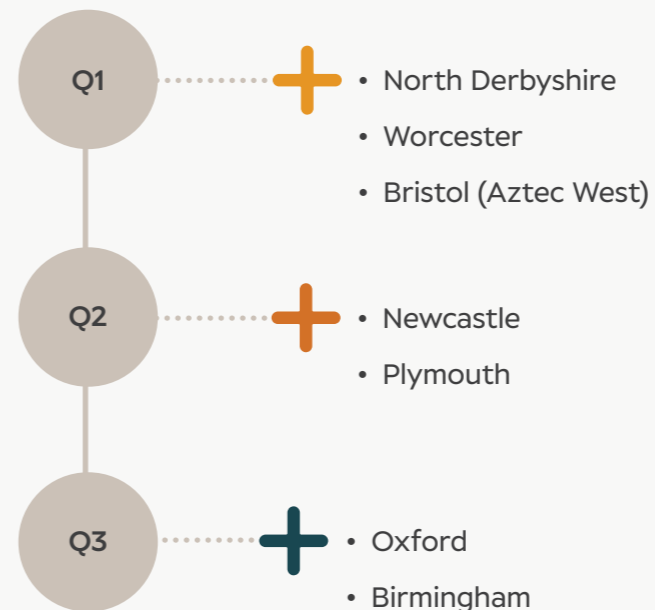 Q1
• North Derbyshire
• Worcester
• Bristol (Aztec West)
Q2
• Newcastle
• Plymouth
Q3
• Oxford
• Birmingham